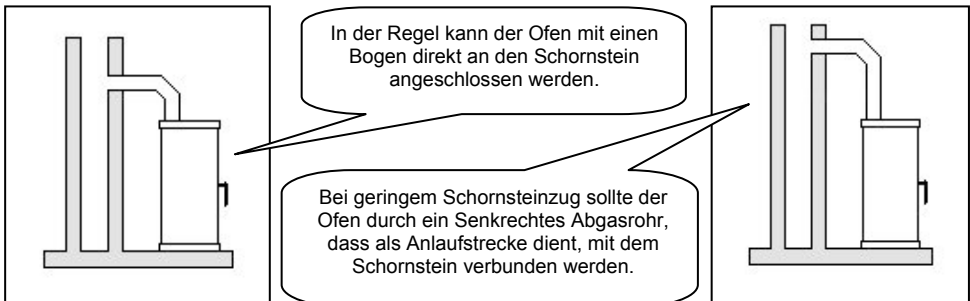 In der Regel kann der Ofen mit einen
Bogen direkt an den Schornstein
angeschlossen werden.
Bei geringem Schornsteinzug sollte der
Ofen durch ein Senkrechtes Abgasrohr,
dass als Anlaufstrecke dient, mit dem
Schornstein verbunden werden.